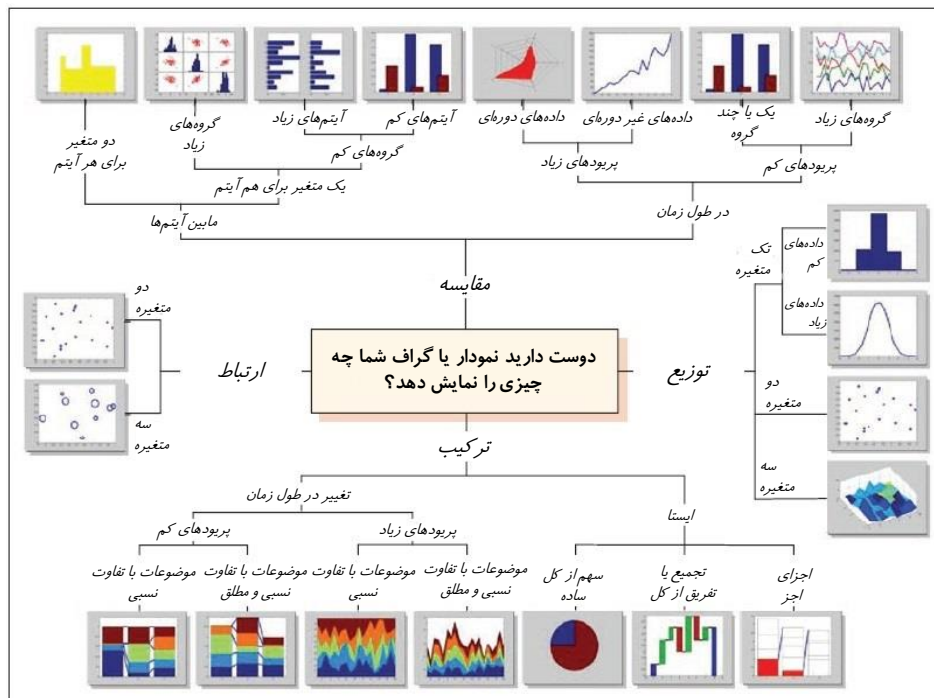 گروه‌های زیاد
یک یا چند
گروه
داده‌های غیر دوره‌ای
داده‌های دوره‌ای
آیتم‌های کم
آیتم‌های زیاد
گروه‌های
زیاد
دو متغیر
برای هر آیتم
پریودهای کم
پریودهای زیاد
گروه‌های کم
یک متغیر برای هم آیتم
در طول زمان
مابین آیتم‌ها
مقایسه
تک
متغیره
داده‌های
کم
داده‌های
زیاد
توزیع
دو
متغیره
سه
متغیره
دوست دارید نمودار یا گراف شما چه
چیزی را نمایش دهد؟
ارتباط
دو
متغیره
سه
متغیره
ترکیب
ایستا
تغییر در طول زمان
پریودهای زیاد
پریودهای کم
اجزای
اجز
تجمیع یا
تفریق از کل
سهم از کل
ساده
موضوعات با تفاوت
نسبی و مطلق
موضوعات با تفاوت
نسبی
موضوعات با تفاوت
نسبی و مطلق
موضوعات با تفاوت
نسبی